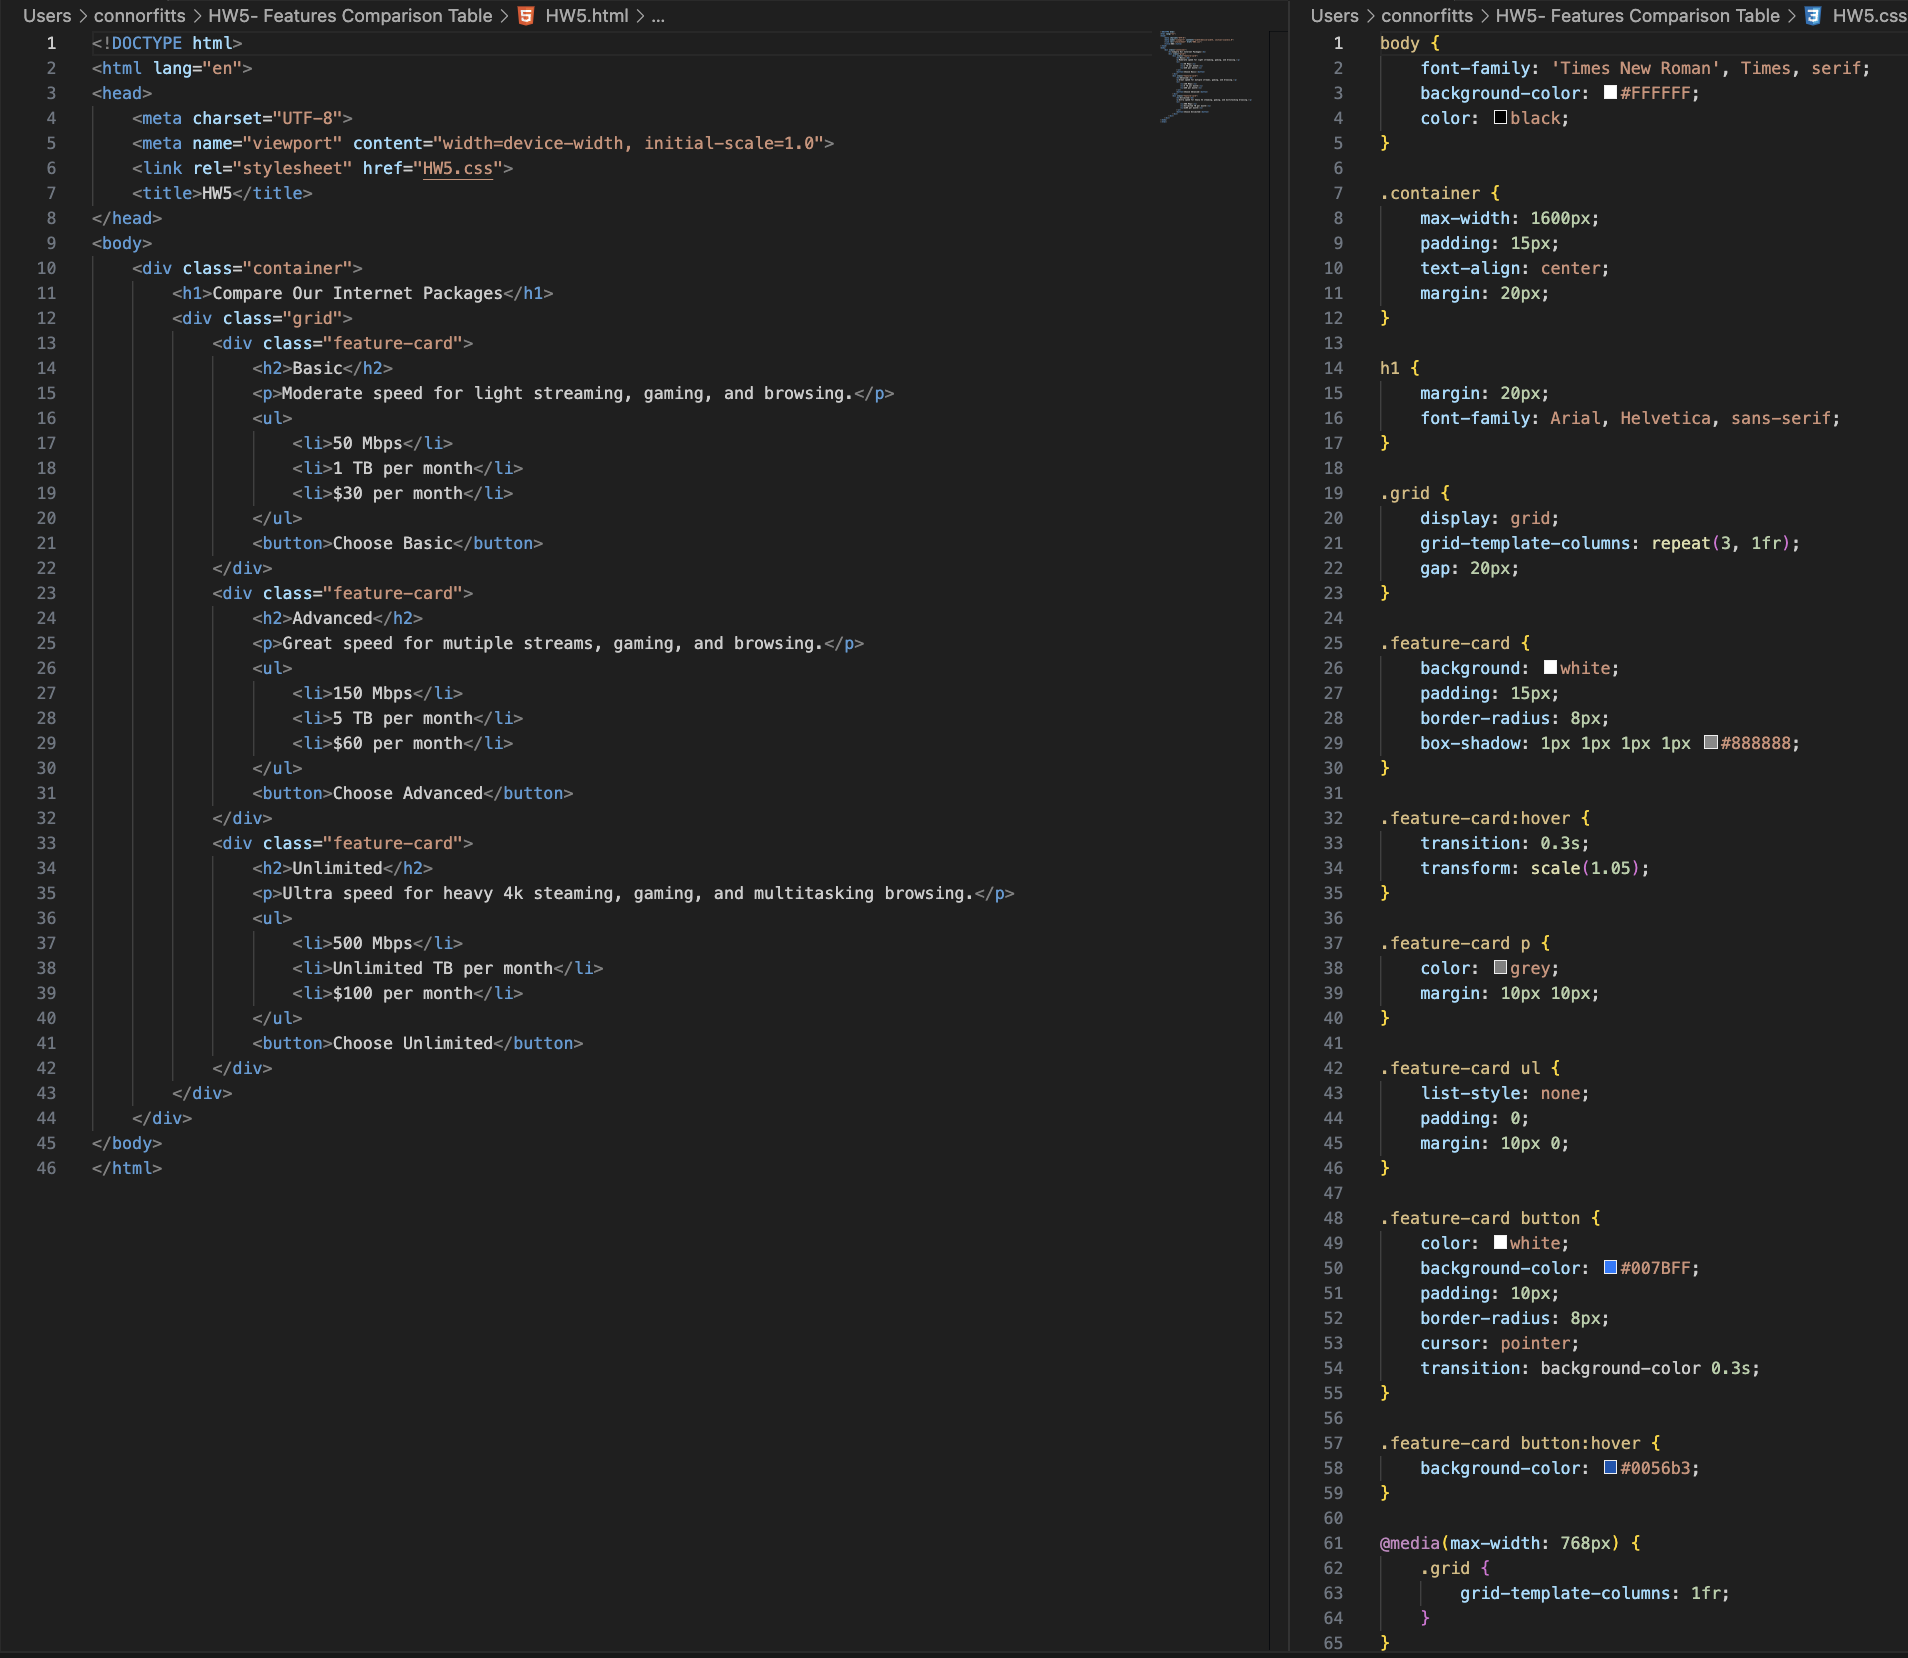 Users > connorfitts > HW5- Features Comparison Table > HW5.html > ...
1 <!DOCTYPE html>
2 <html lang="en">
3 <head>
4     <meta charset="UTF-8">
5     <meta name="viewport" content="width=device-width, initial-scale=1.0">
6     <link rel="stylesheet" href="HW5.css">
7     <title>HW5</title>
8 </head>
9 <body>
10     <div class="container">
11         <h1>Compare Our Internet Packages</h1>
12         <div class="grid">
13             <div class="feature-card">
14                 <h2>Basic</h2>
15                 <p>Moderate speed for light streaming, gaming, and browsing.</p>
16                 <ul>
17                     <li>50 Mbps</li>
18                     <li>1 TB per month</li>
19                     <li>$30 per month</li>
20                 </ul>
21                 <button>Choose Basic</button>
22             </div>
23             <div class="feature-card">
24                 <h2>Advanced</h2>
25                 <p>Great speed for mutiple streams, gaming, and browsing.</p>
26                 <ul>
27                     <li>150 Mbps</li>
28                     <li>5 TB per month</li>
29                     <li>$60 per month</li>
30                 </ul>
31                 <button>Choose Advanced</button>
32             </div>
33             <div class="feature-card">
34                 <h2>Unlimited</h2>
35                 <p>Ultra speed for heavy 4k steaming, gaming, and multitasking browsing.</p>
36                 <ul>
37                     <li>500 Mbps</li>
38                     <li>Unlimited TB per month</li>
39                     <li>$100 per month</li>
40                 </ul>
41                 <button>Choose Unlimited</button>
42             </div>
43         </div>
44     </div>
45 </body>
46 </html>
Users > connorfitts > HW5- Features Comparison Table > HW5.css
1 body {
2     font-family: 'Times New Roman', Times, serif;
3     background-color: #FFFFFF;
4     color: black;
5 }
6
7 .container {
8     max-width: 1600px;
9     padding: 15px;
10     text-align: center;
11     margin: 20px;
12 }
13
14 h1 {
15     margin: 20px;
16     font-family: Arial, Helvetica, sans-serif;
17 }
18
19 .grid {
20     display: grid;
21     grid-template-columns: repeat(3, 1fr);
22     gap: 20px;
23 }
24
25 .feature-card {
26     background: white;
27     padding: 15px;
28     border-radius: 8px;
29     box-shadow: 1px 1px 1px 1px #888888;
30 }
31
32 .feature-card:hover {
33     transition: 0.3s;
34     transform: scale(1.05);
35 }
36
37 .feature-card p {
38     color: grey;
39     margin: 10px 10px;
40 }
41
42 .feature-card ul {
43     list-style: none;
44     padding: 0;
45     margin: 10px 0;
46 }
47
48 .feature-card button {
49     color: white;
50     background-color: #007BFF;
51     padding: 10px;
52     border-radius: 8px;
53     cursor: pointer;
54     transition: background-color 0.3s;
55 }
56
57 .feature-card button:hover {
58     background-color: #0056b3;
59 }
60
61 @media(max-width: 768px) {
62     .grid {
63         grid-template-columns: 1fr;
64     }
65 }